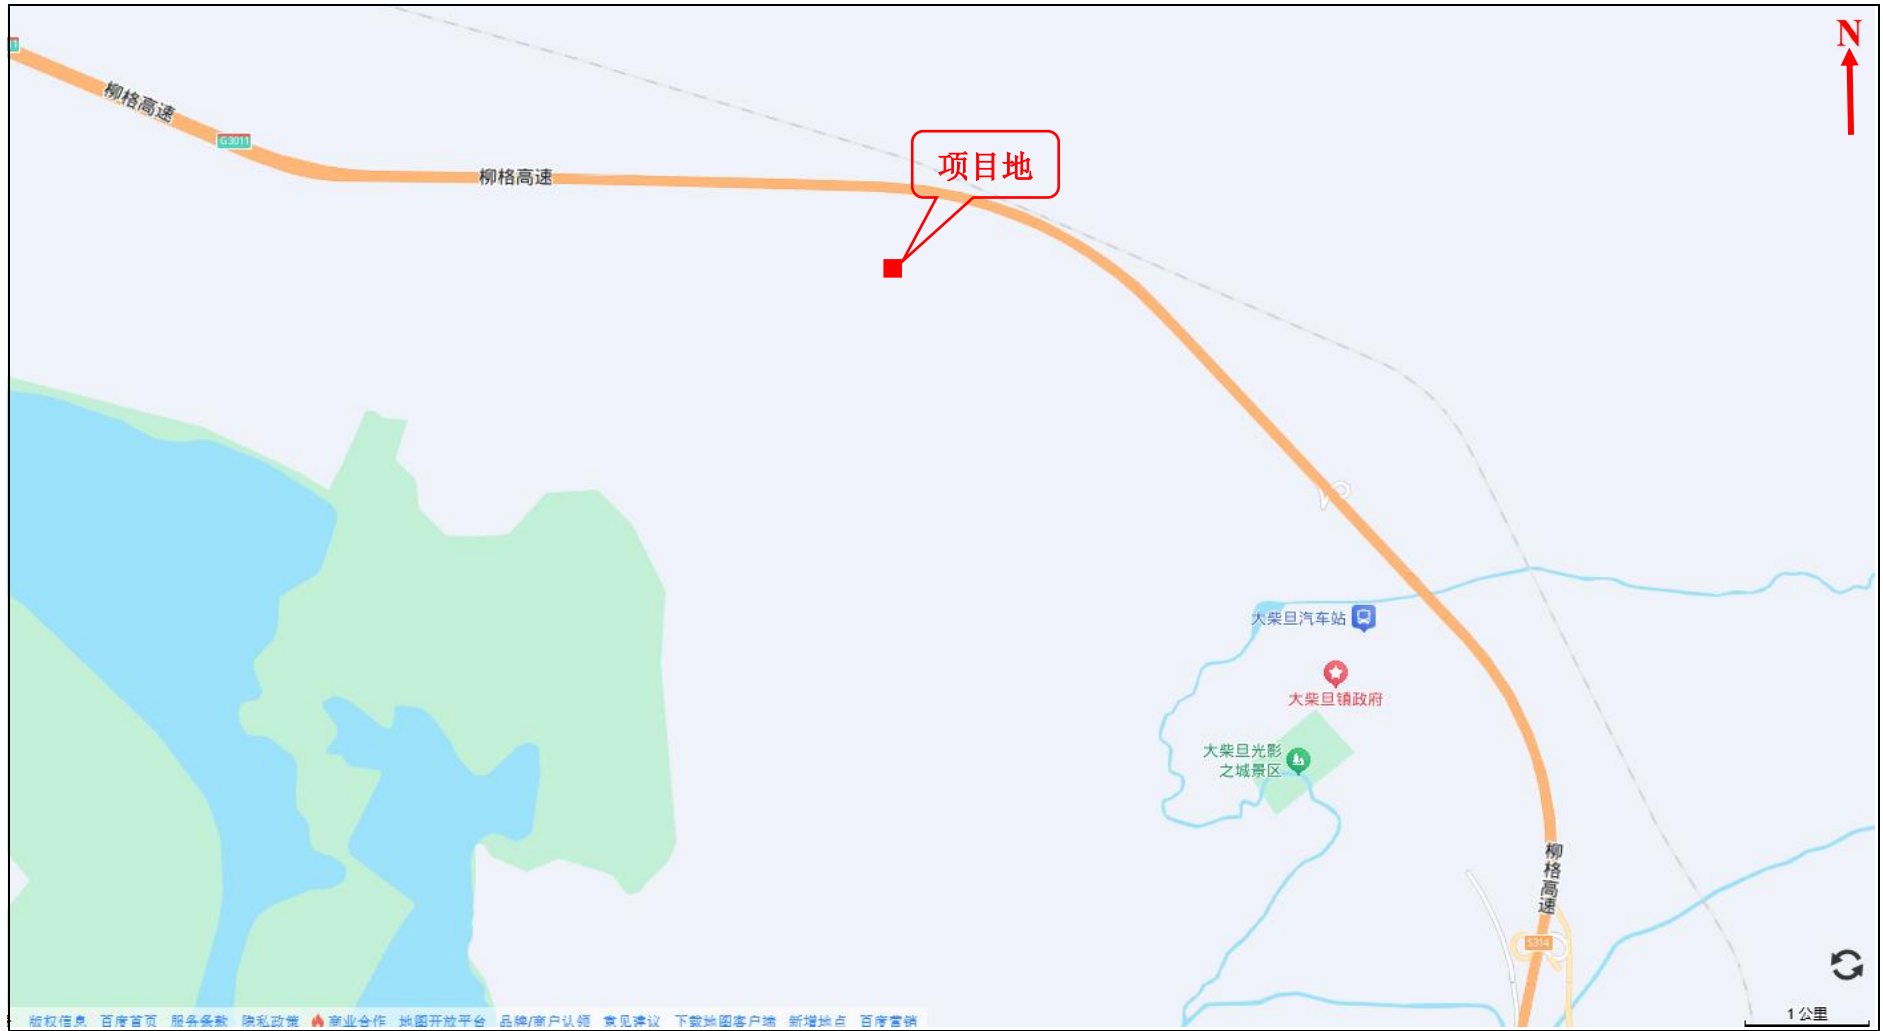 N
柳格高速
G3011
柳格高速
项目地
大柴旦汽车站
大柴旦镇政府
大柴旦光影
之城景区
柳格高速
S314
1 公里
版权信息 百度首页 服务条款 隐私政策 商业合作 地图开放平台 品牌/商户认领 意见建议 下载地图客户端 新增地点 百度营销